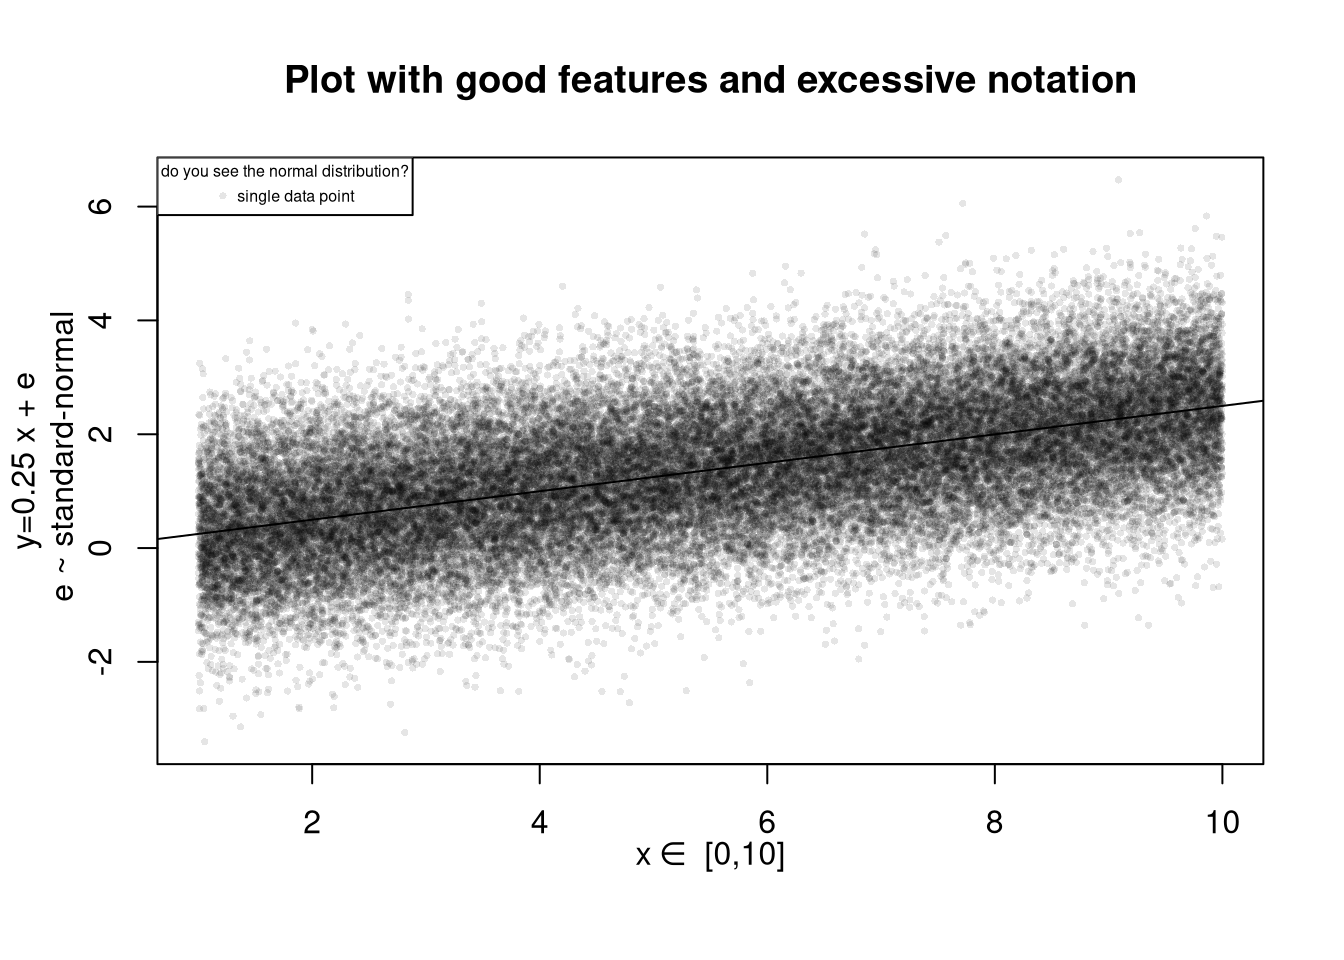 Plot with good features and excessive notation
do you see the normal distribution?
single data point
y=0.25 x + e
e ~ standard-normal
6
4
2
0
-2
2
4
6
8
10
x ∈ [0,10]